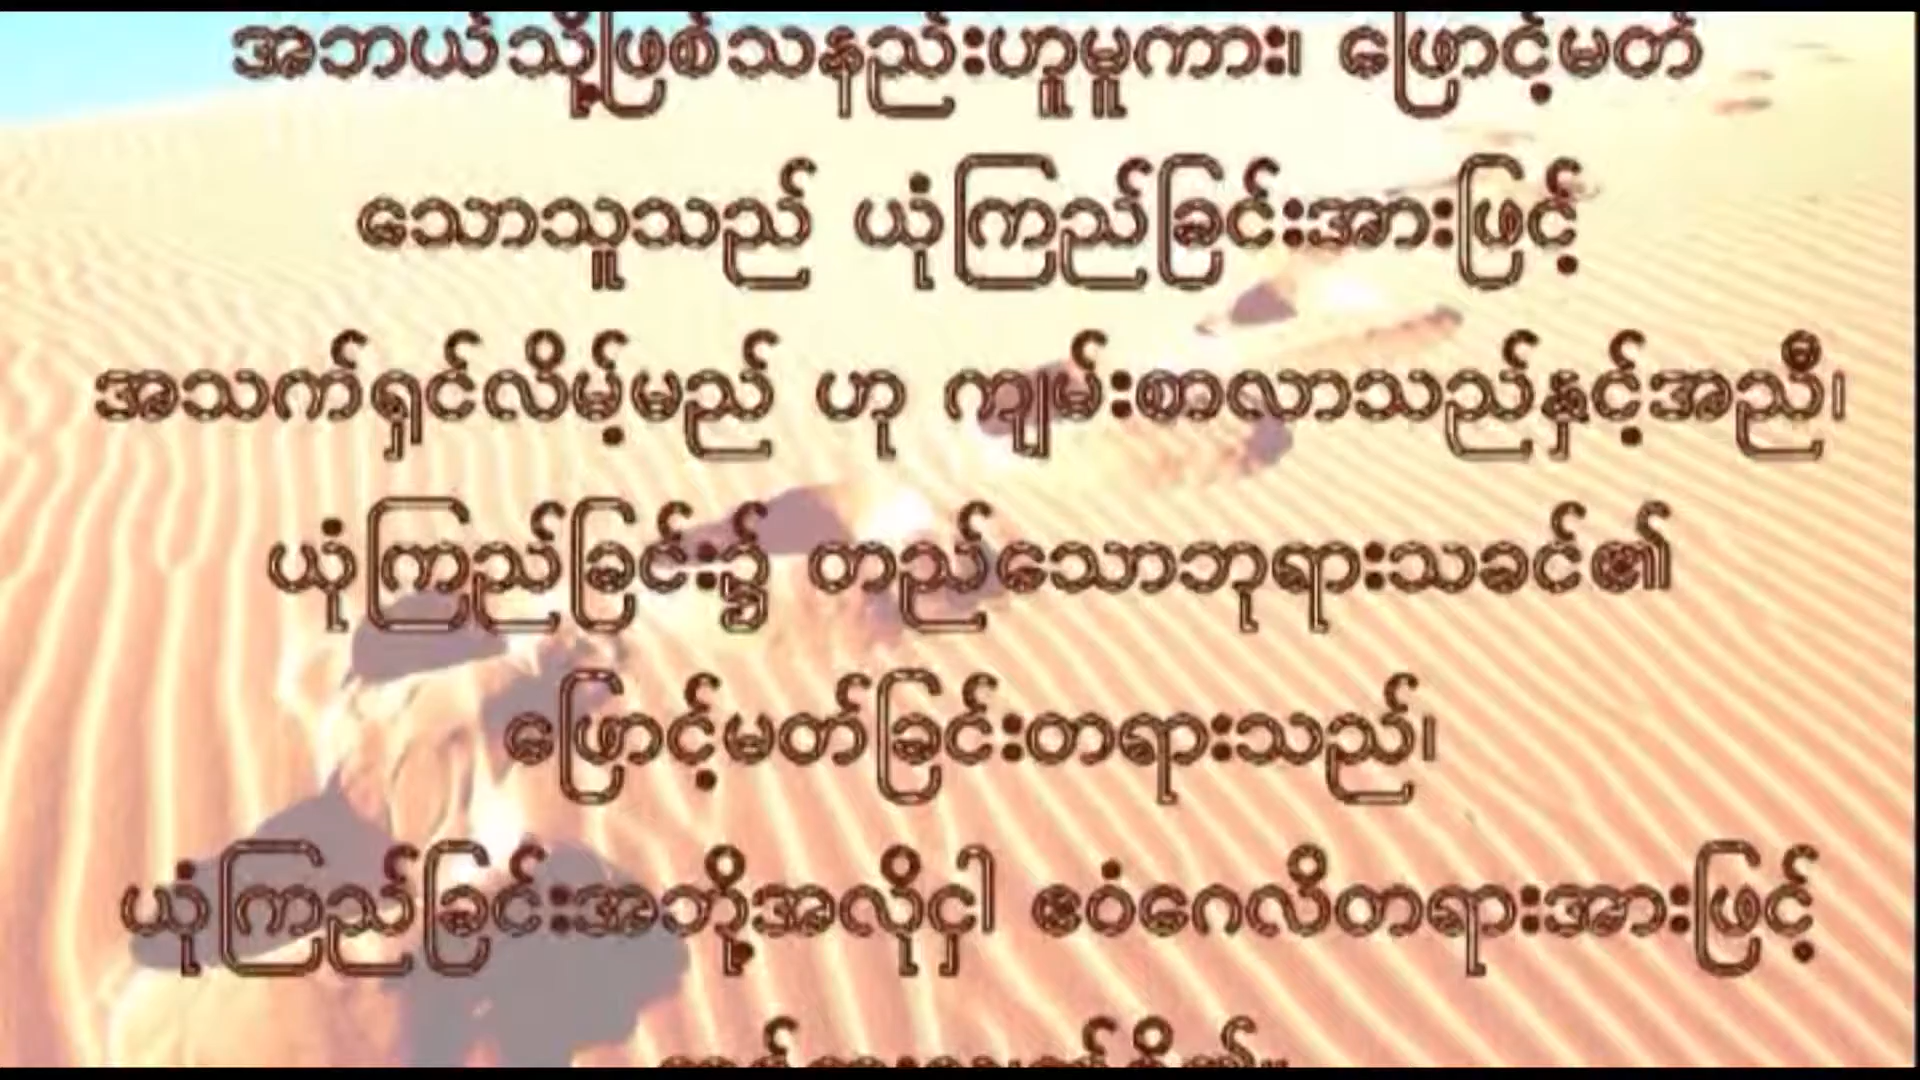 အဘယ်သို့ဖြစ်သနည်းဟူမူကား၊ ဖြောင့်မတ်
သောသူသည် ယုံကြည်ခြင်းအားဖြင့်
အသက်ရှင်လိမ့်မည် ဟု ကျမ်းစာလာသည်နှင့်အညီ၊
ယုံကြည်ခြင်း၌ တည်သောဘုရားသခင်၏
ဖြောင့်မတ်ခြင်းတရားသည်၊
ယုံကြည်ခြင်းအဘို့အလိုငှါ ဧဝံဂေလိတရားအားဖြင့်